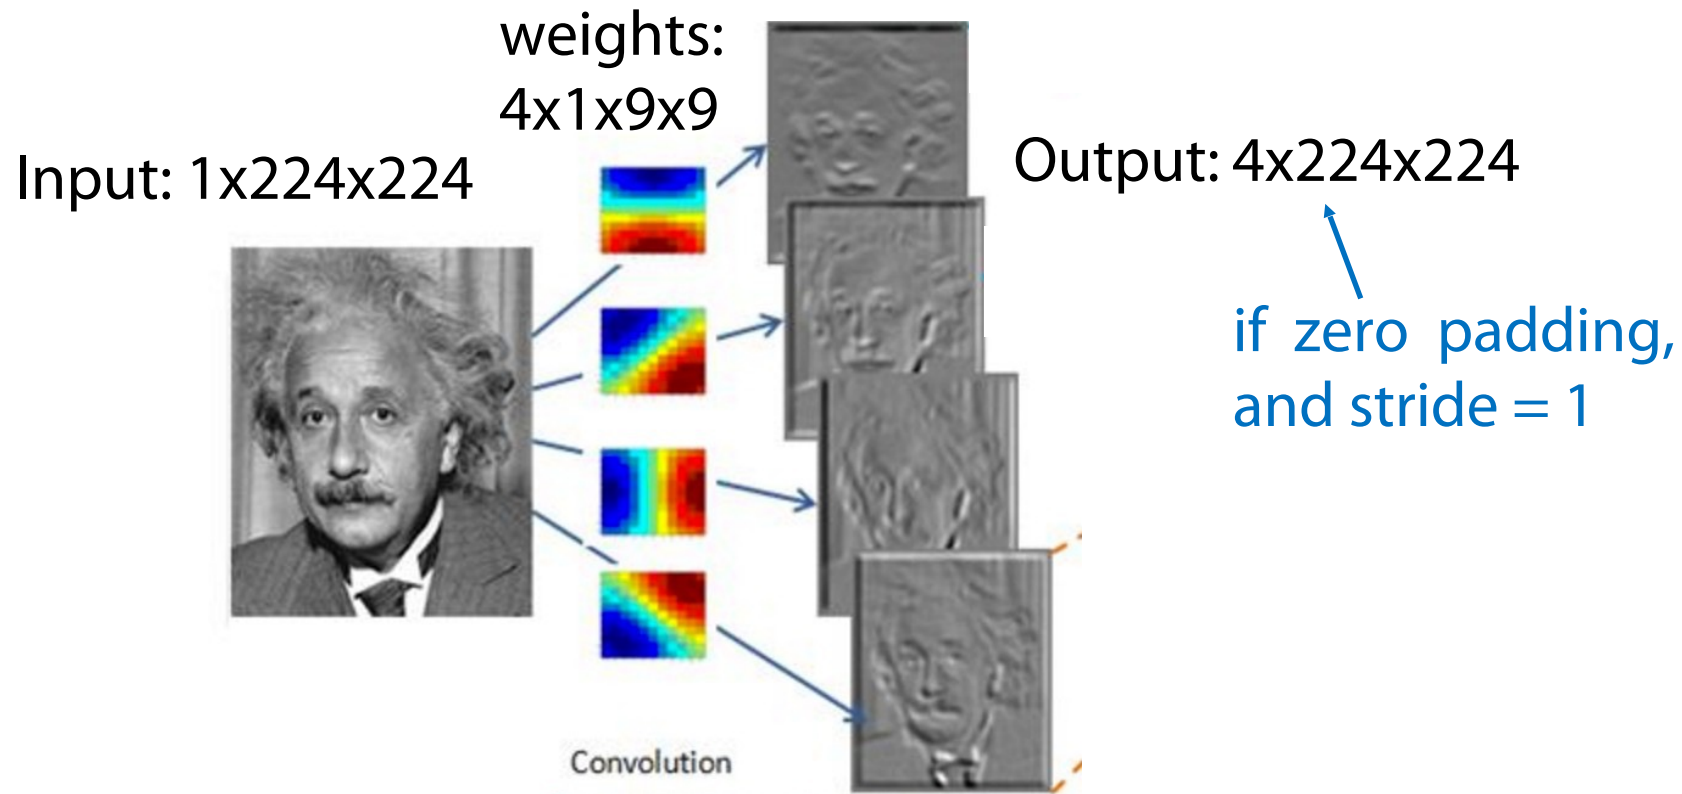 weights:
4x1x9x9
Input: 1x224x224
Output: 4x224x224
if zero padding,
and stride = 1
Convolution